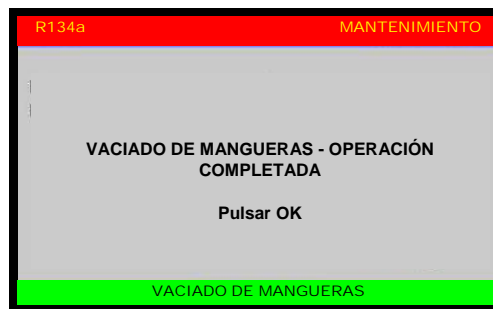 R134a MANTENIMIENTO
VACIADO DE MANGUERAS - OPERACIÓN
COMPLETADA
Pulsar OK
VACIADO DE MANGUERAS